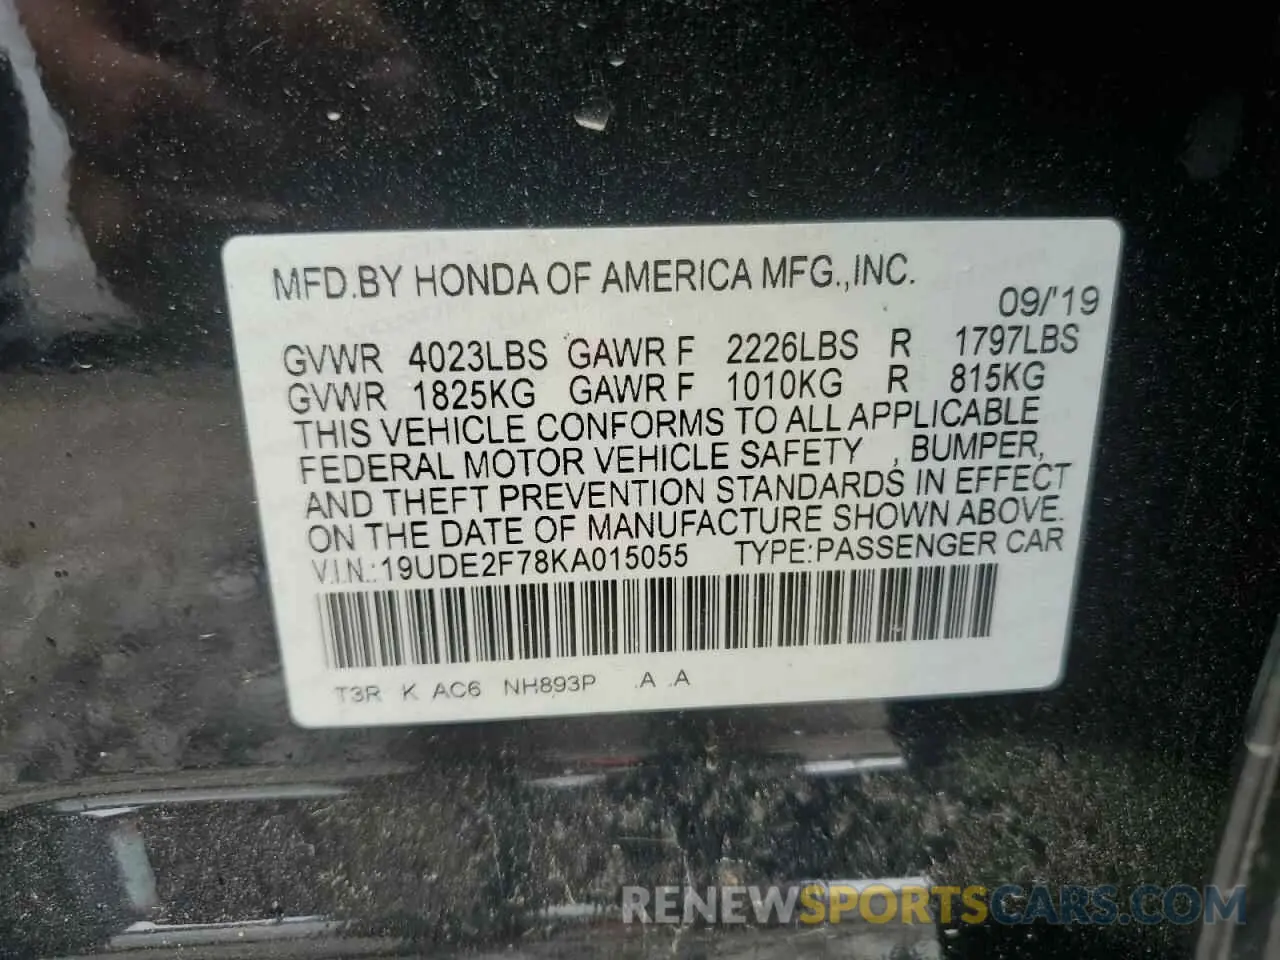 MFD.BY HONDA OF AMERICA MFG.,INC.
09/'19
GVWR 4023LBS GAWR F 2226LBS R 1797LBS
GVWR 1825KG GAWR F 1010KG R 815KG
THIS VEHICLE CONFORMS TO ALL APPLICABLE
FEDERAL MOTOR VEHICLE SAFETY , BUMPER,
AND THEFT PREVENTION STANDARDS IN EFFECT
ON THE DATE OF MANUFACTURE SHOWN ABOVE.
V.I.N.:19UDE2F78KA015055 TYPE:PASSENGER CAR
T3R K AC6 NH893P .A .A
RENEWSPORTSCARS.COM